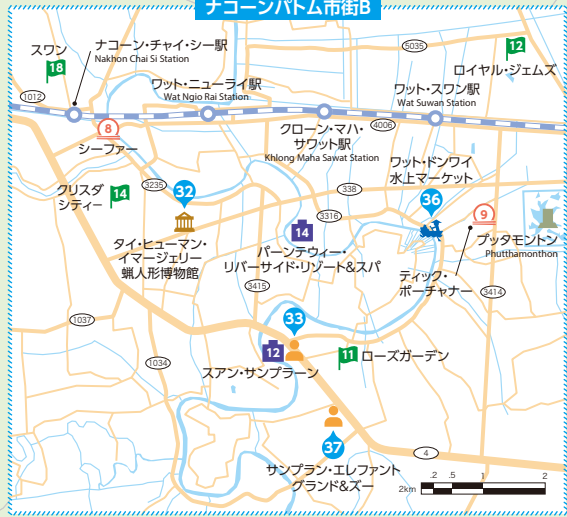 ナコーンパトム市街B
スワン
18
ナコーン・チャイ・シー駅
Nakhon Chai Si Station
5035
12
ロイヤル・ジェムズ
1012
ワット・ニューライ駅
Wat Ngio Rai Station
ワット・スワン駅
Wat Suwan Station
8
シーファー
クローン・マハ・
サワット駅
Khlong Maha Sawat Station
4006
ワット・ドンワイ
水上マーケット
クリスダ
シティー
14
3235
32
338
36
9
3316
14
タイ・ヒューマン・
イマージェリー
蝋人形博物館
パーンテウィー・
リバーサイド・リゾート&スパ
プッタモントン
Phutthamonthon
ティック・
ポーチャナー
3415
3414
1037
33
1034
12
スアン・サンプラーン
11
ローズガーデン
37
4
サンプラン・エレファント
グランド&ズー
.2
.5
1
2
2km